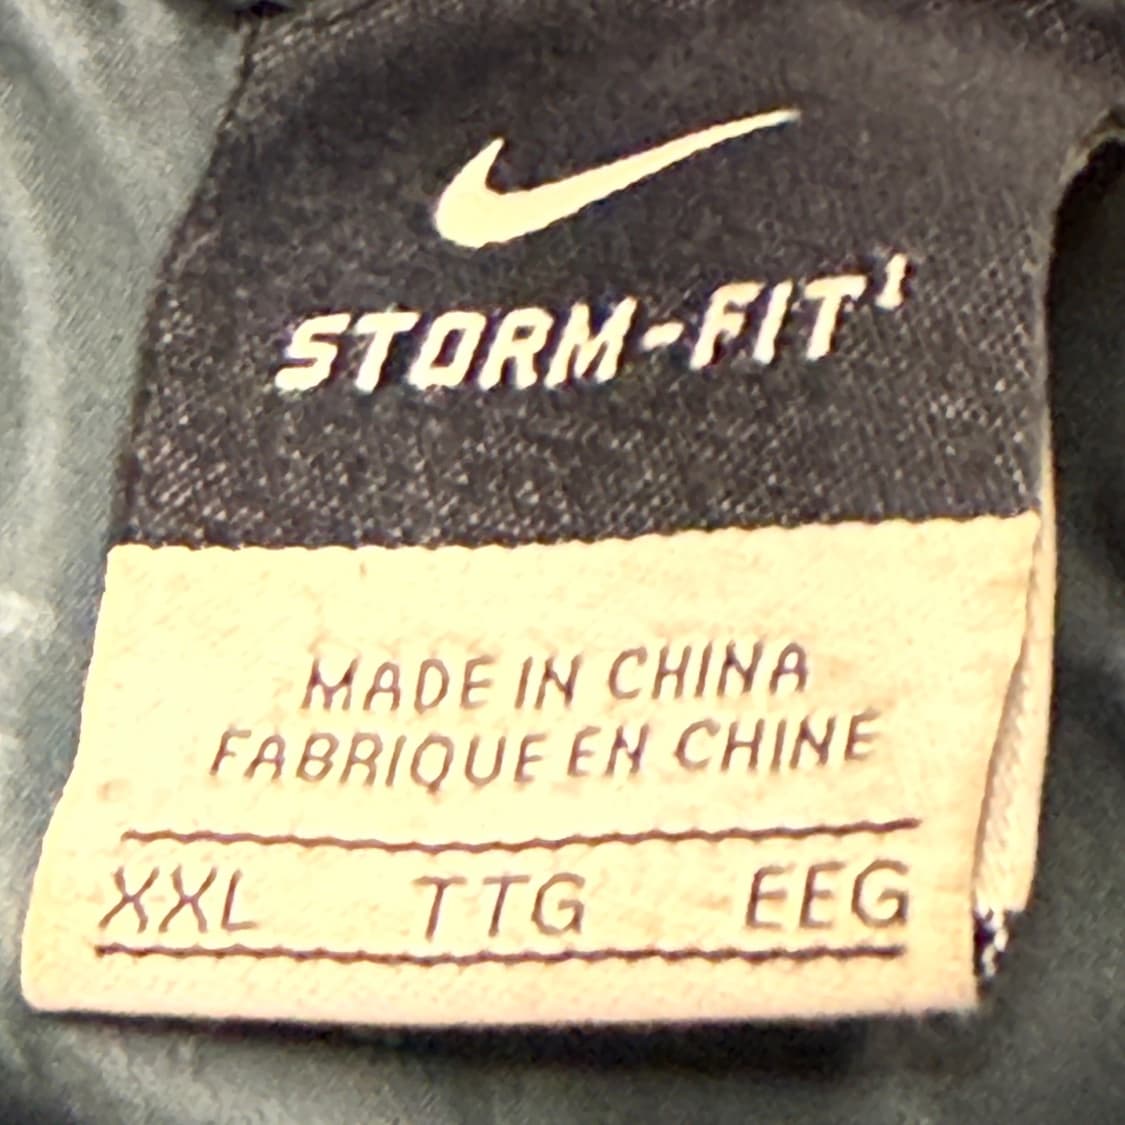 STORM-FIT¹
MADE IN CHINA
FABRIQUE EN CHINE
XXL TTG EEG